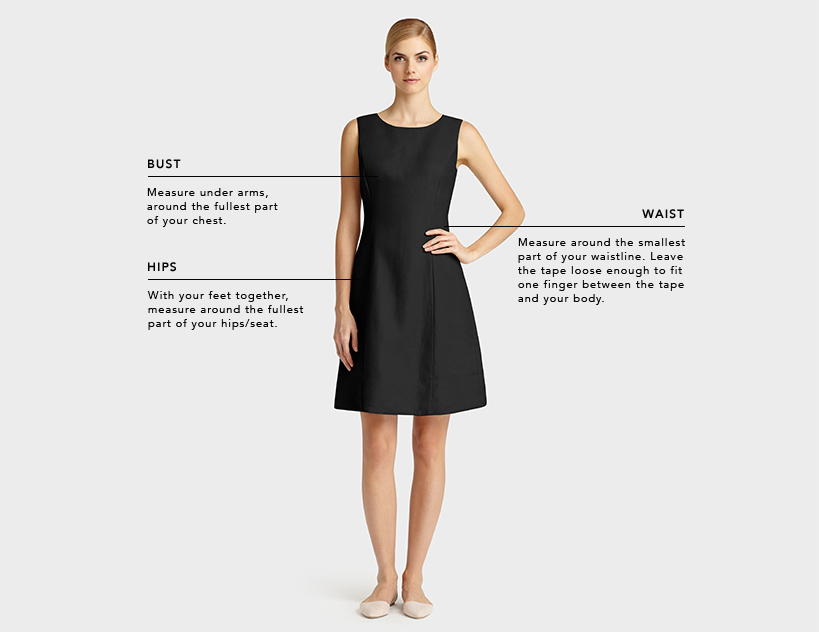 BUST
Measure under arms,
around the fullest part
of your chest.
WAIST
Measure around the smallest
part of your waistline. Leave
the tape loose enough to fit
one finger between the tape
and your body.
HIPS
With your feet together,
measure around the fullest
part of your hips/seat.